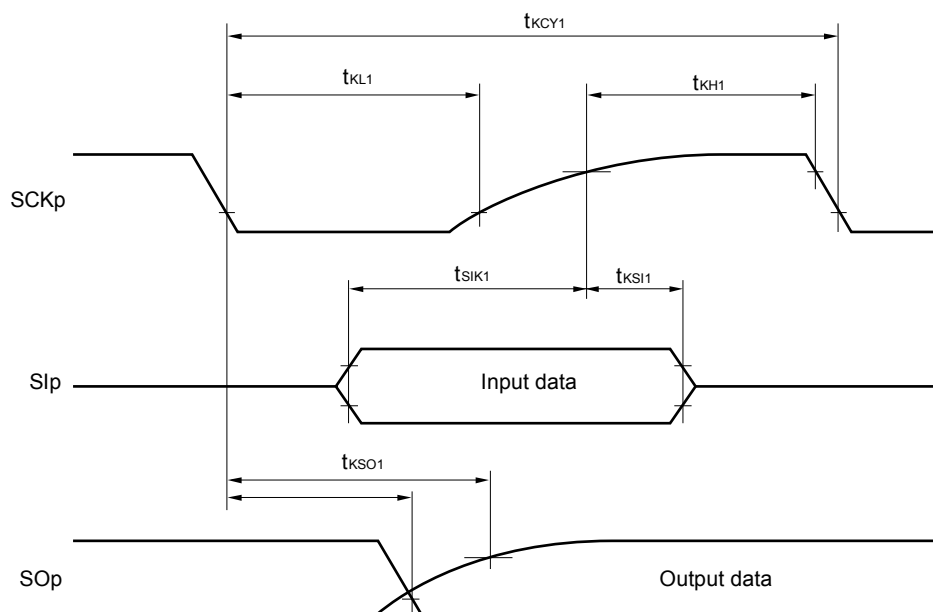 tKCY1
tKL1
tKH1
SCKp
tSIK1
tKSI1
SIp
Input data
tKSO1
SOp
Output data